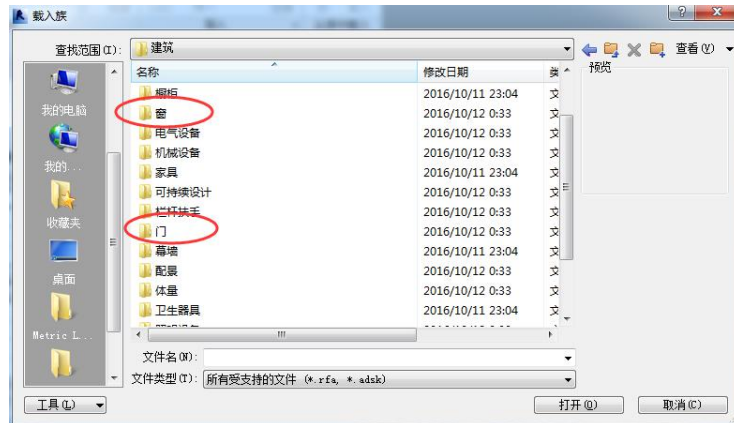 载入族
查找范围(I):
建筑
查看(V)
名称
修改日期
类
预览
橱柜 2016/10/11 23:04 文
窗 2016/10/12 0:33 文
电气设备 2016/10/12 0:33 文
机械设备 2016/10/12 0:33 文
家具 2016/10/11 23:04 文
可持续设计 2016/10/12 0:33 文
栏杆扶手 2016/10/12 0:33 文
门 2016/10/12 0:33 文
幕墙 2016/10/11 23:04 文
配景 2016/10/12 0:33 文
体量 2016/10/12 0:33 文
卫生器具 2016/10/11 23:04 文
我的电脑
我的...
收藏夹
桌面
Metric L...
文件名(N):
文件类型(T): 所有受支持的文件 (*.rfa, *.adsk)
工具(L)
打开(O)
取消(C)